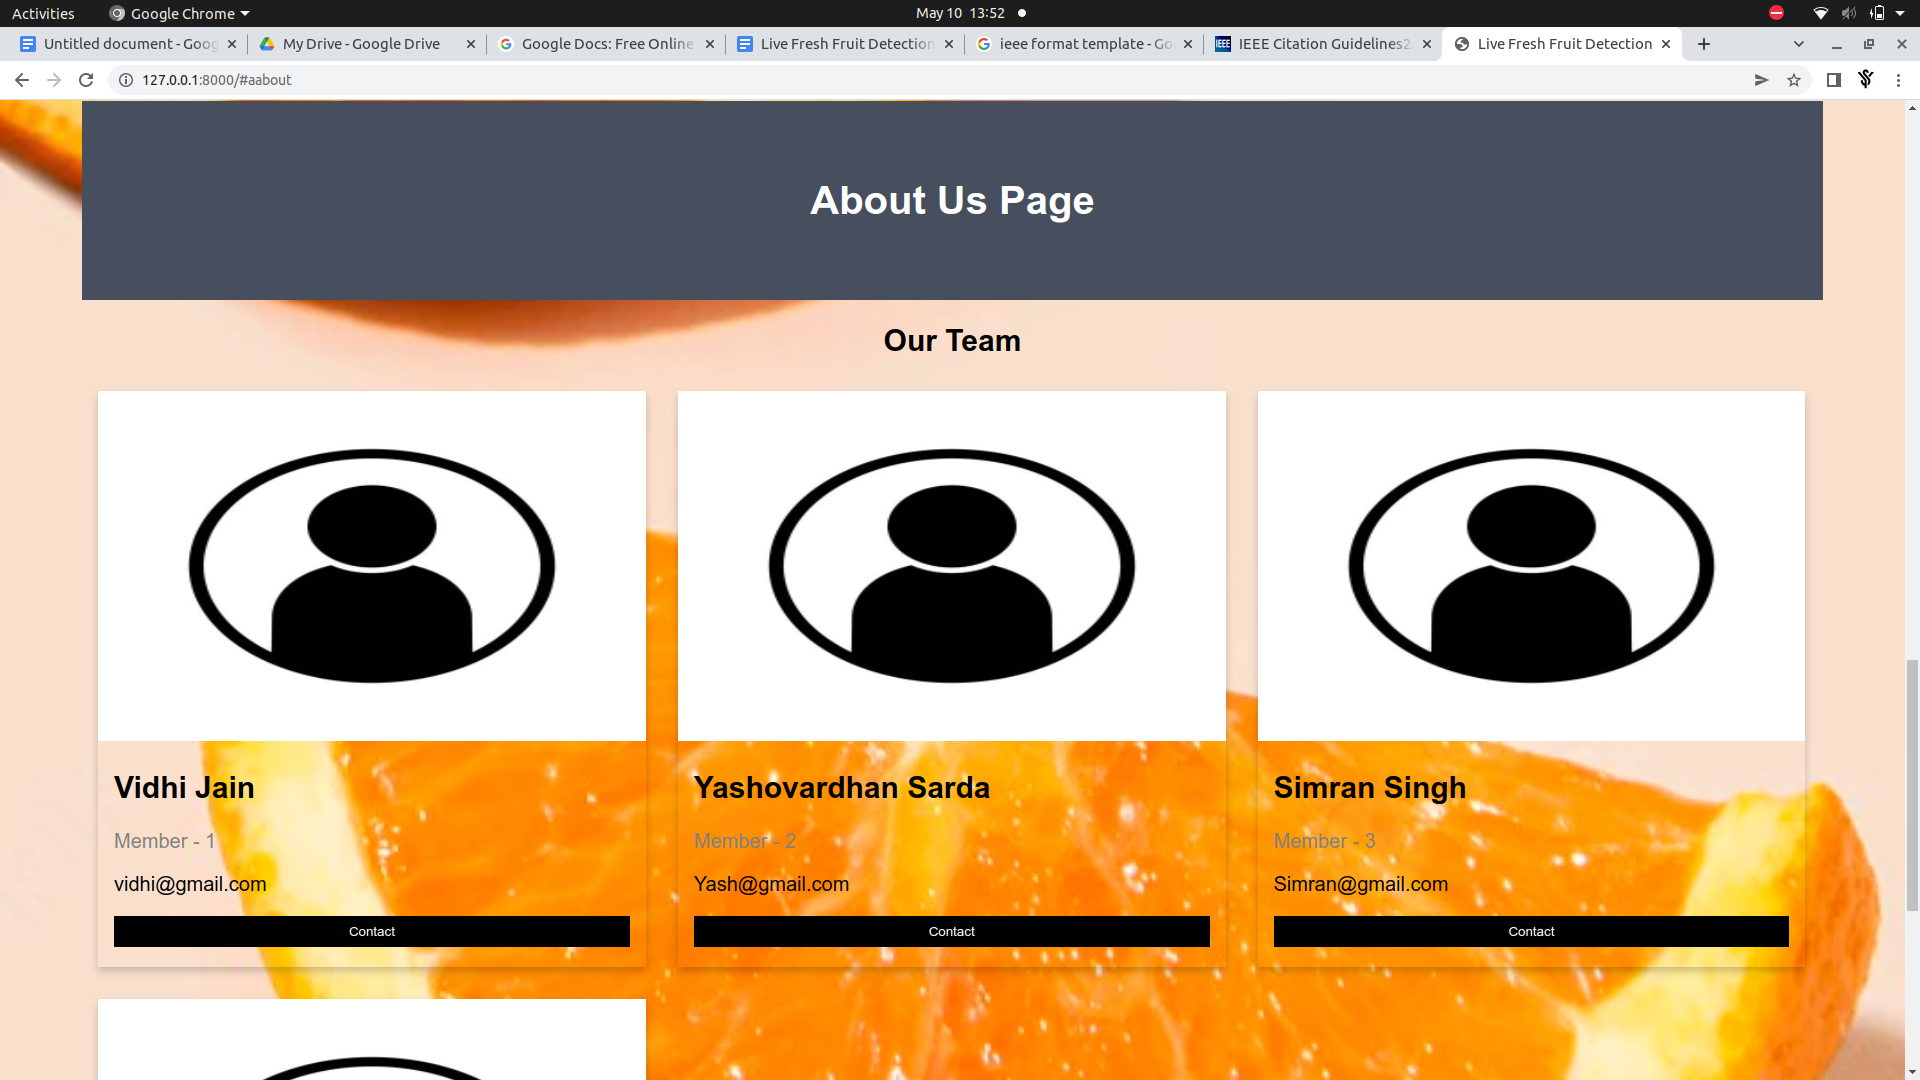 Activities
Google Chrome
May 10 13:52
Untitled document - Goog
My Drive - Google Drive
Google Docs: Free Online
Live Fresh Fruit Detection
ieee format template - Go
IEEE
IEEE Citation Guidelines2.
Live Fresh Fruit Detection
127.0.0.1:8000/#aabout
About Us Page
Our Team
Vidhi Jain
Member - 1
vidhi@gmail.com
Contact
Yashovardhan Sarda
Member - 2
Yash@gmail.com
Contact
Simran Singh
Member - 3
Simran@gmail.com
Contact